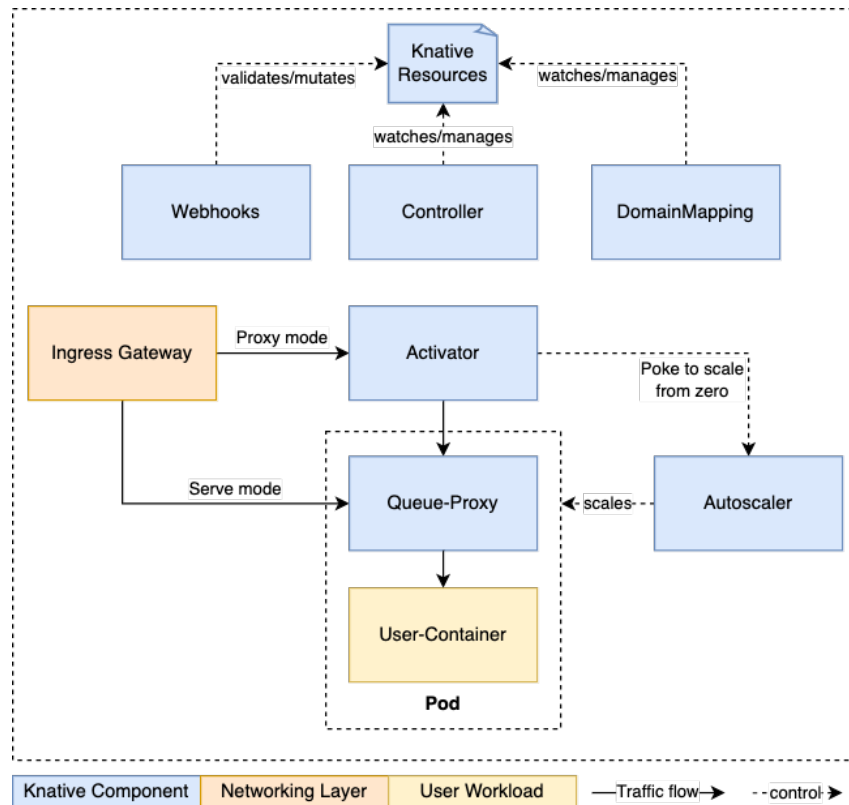 Knative
Resources
validates/mutates
watches/manages
watches/manages
Webhooks
Controller
DomainMapping
Ingress Gateway
Proxy mode
Activator
Poke to scale
from zero
Serve mode
Queue-Proxy
scales
Autoscaler
User-Container
Pod
Knative Component
Networking Layer
User Workload
Traffic flow
control